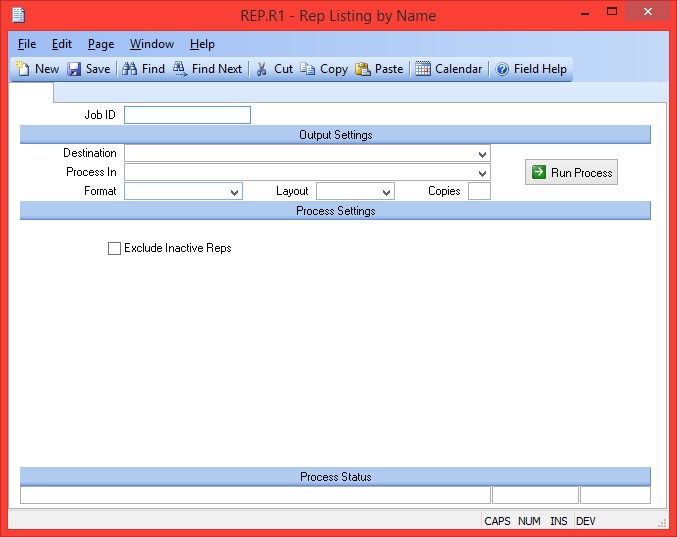 REP.R1 - Rep Listing by Name
File Edit Page Window Help
New Save Find Find Next Cut Copy Paste Calendar Field Help
Job ID
Output Settings
Destination
Process In
Run Process
Format Layout Copies
Process Settings
Exclude Inactive Reps
Process Status
CAPS NUM INS DEV